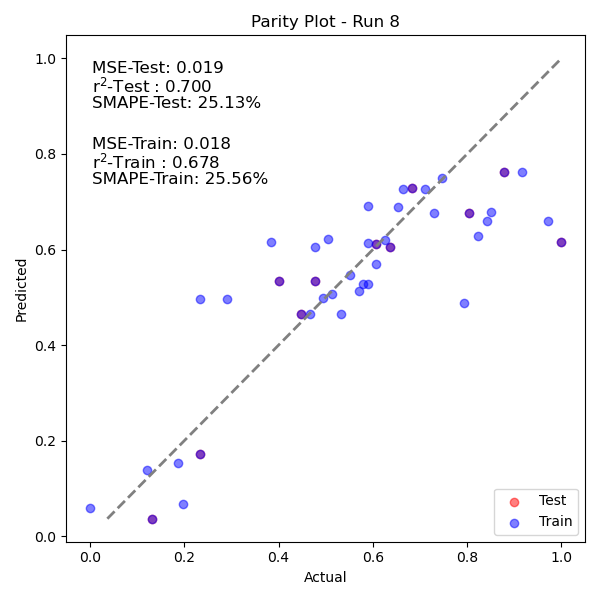 Parity Plot - Run 8
MSE-Test: 0.019
r²-Test : 0.700
SMAPE-Test: 25.13%
MSE-Train: 0.018
r²-Train : 0.678
SMAPE-Train: 25.56%
1.0
0.8
0.6
0.4
0.2
0.0
Predicted
Test
Train
0.0 0.2 0.4 0.6 0.8 1.0
Actual